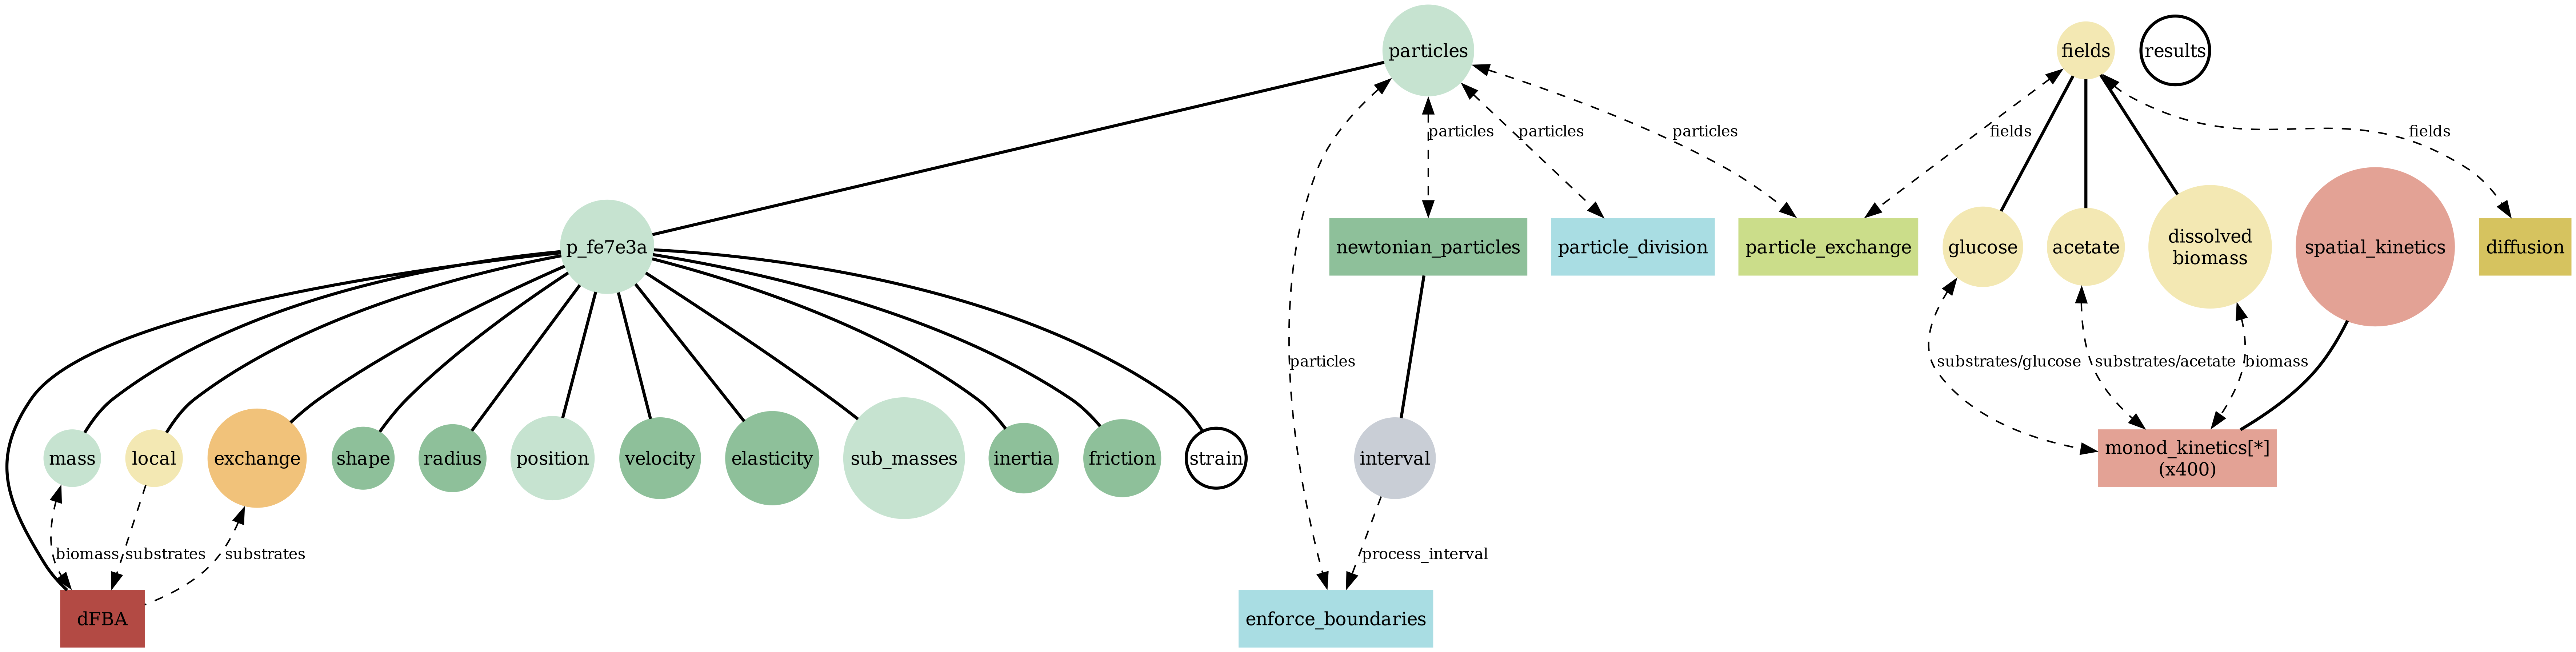 particles
fields
results
particles
particles
particles
fields
fields
p_fe7e3a
newtonian_particles
particle_division
particle_exchange
glucose
acetate
dissolved
biomass
spatial_kinetics
diffusion
particles
substrates/glucose
substrates/acetate
biomass
mass
local
exchange
shape
radius
position
velocity
elasticity
sub_masses
inertia
friction
strain
interval
monod_kinetics[*]
(x400)
biomass
substrates
substrates
process_interval
dFBA
enforce_boundaries